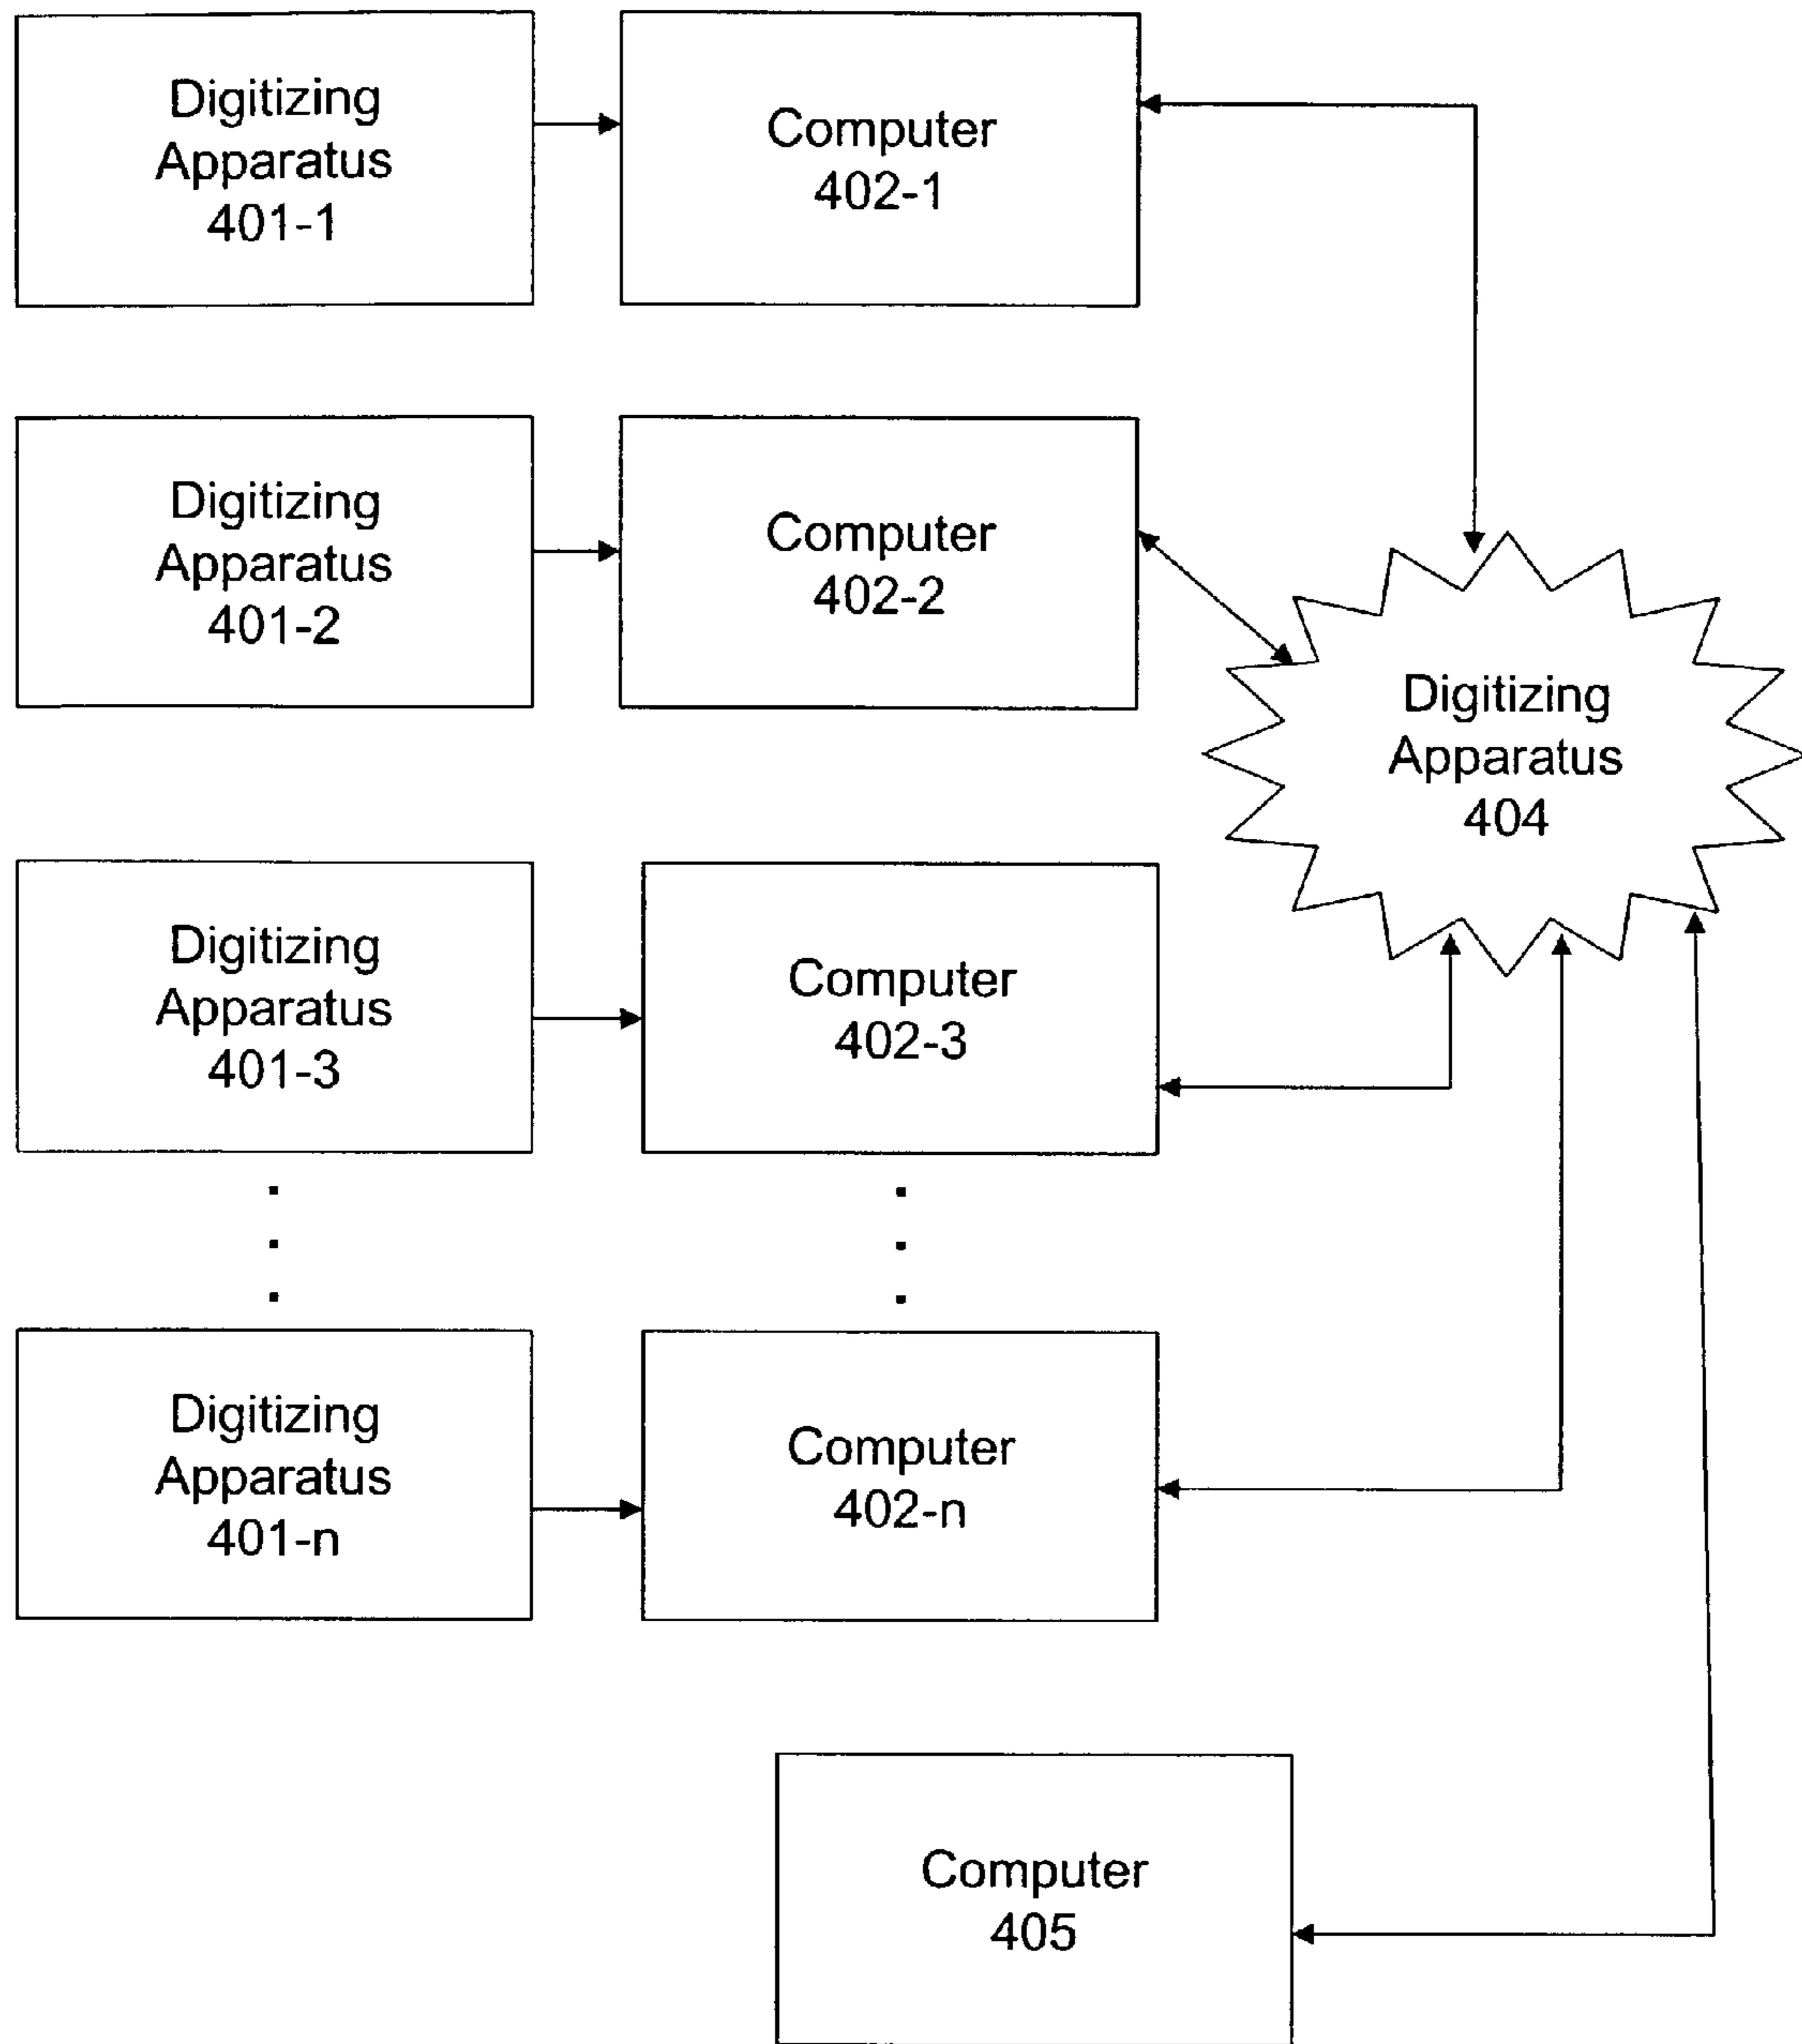 Digitizing
Apparatus
401-1
Computer
402-1
Digitizing
Apparatus
401-2
Computer
402-2
Digitizing
Apparatus
404
Digitizing
Apparatus
401-3
Computer
402-3
Digitizing
Apparatus
401-n
Computer
402-n
Computer
405